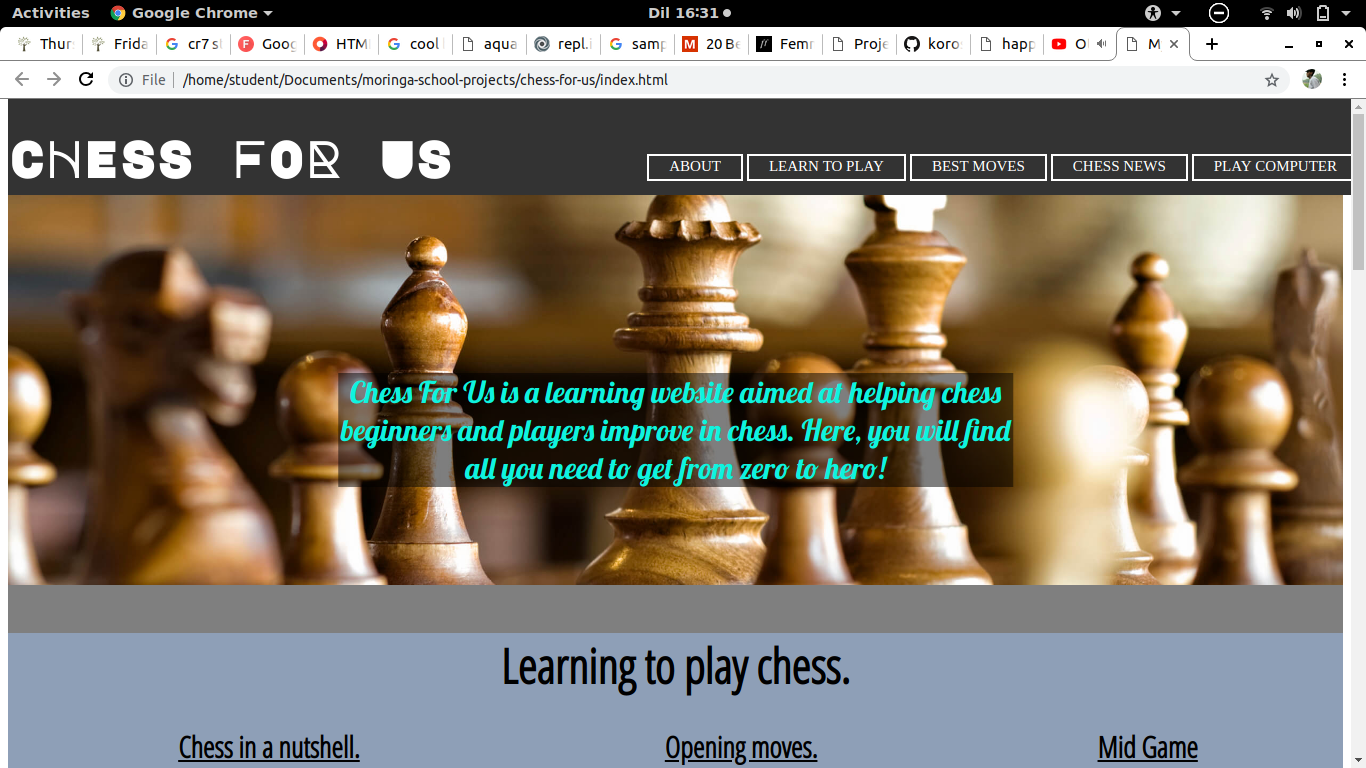 Activities Google Chrome Dil 16:31
Thurs Frida cr7 s Goog HTM cool aqua repl.i samp 20 Be Femr Proje koro happ O M
File /home/student/Documents/moringa-school-projects/chess-for-us/index.html
CHESS FOR US
ABOUT LEARN TO PLAY BEST MOVES CHESS NEWS PLAY COMPUTER
Chess For Us is a learning website aimed at helping chess
beginners and players improve in chess. Here, you will find
all you need to get from zero to hero!
Learning to play chess.
Chess in a nutshell. Opening moves. Mid Game